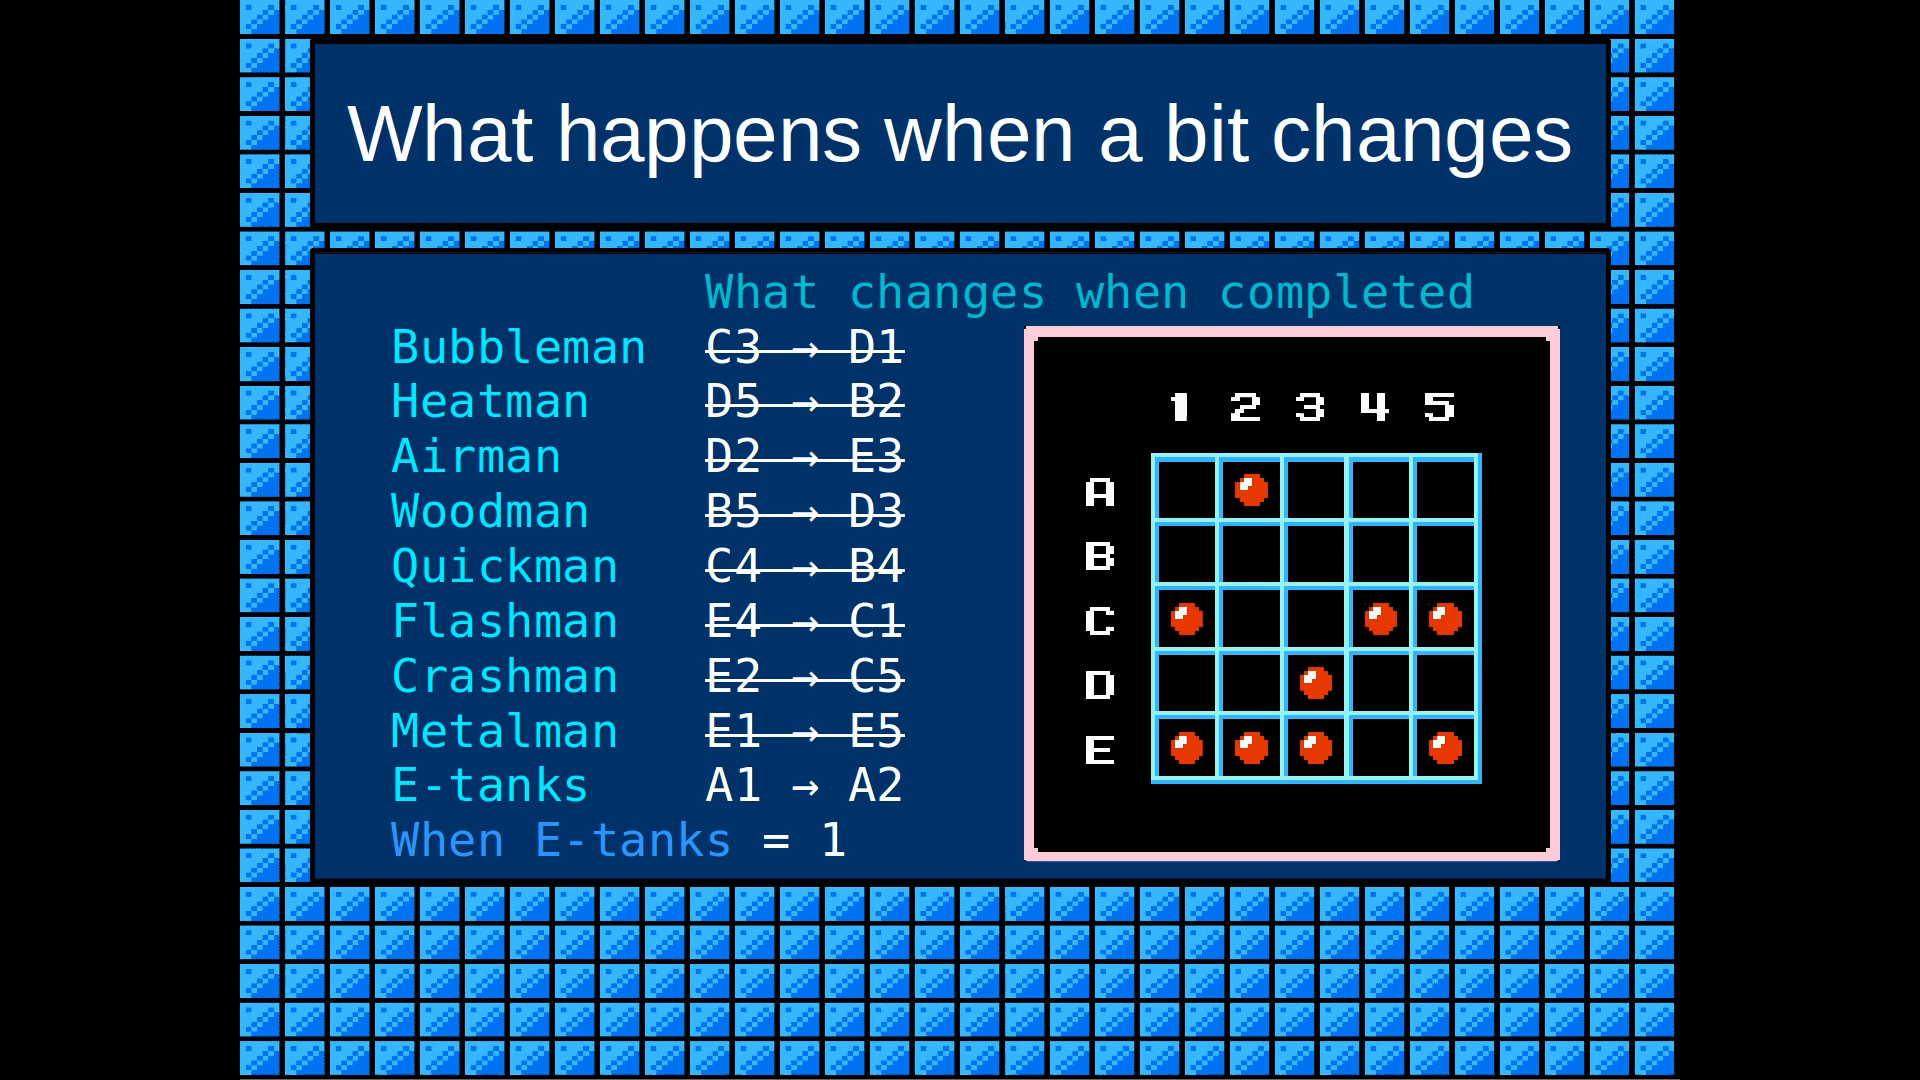 What happens when a bit changes
What changes when completed
Bubbleman C3 → D1
Heatman D5 → B2
Airman D2 → E3
Woodman B5 → D3
Quickman C4 → B4
Flashman E4 → C1
Crashman E2 → C5
Metalman E1 → E5
E-tanks A1 → A2
When E-tanks = 1
1 2 3 4 5
A
B
C
D
E